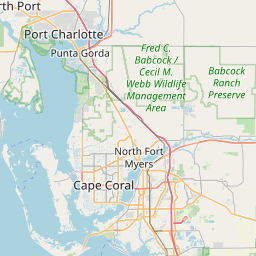 rth Port
Port Charlotte
Punta Gorda
Fred C.
Babcock /
Cecil M.
Webb Wildlife
Management
Area
Babcock
Ranch
Preserve
North Fort
Myers
Cape Coral